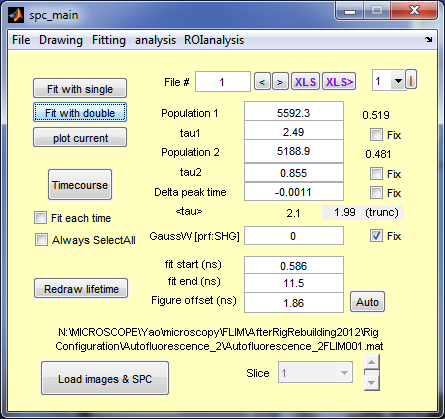 spc_main
File Drawing Fitting analysis ROIanalysis
Fit with single
File # 1 < > XLS XLS> 1
Fit with double
Population 1 5592.3 0.519
plot current
tau1 2.49 Fix
Population 2 5188.9 0.481
Timecourse
tau2 0.855 Fix
Delta peak time -0.0011 Fix
Fit each time
<tau> 2.1 1.99 (trunc)
Always SelectAll
GaussW [prf:SHG] 0 Fix
fit start (ns) 0.586
fit end (ns) 11.5
Redraw lifetime
Figure offset (ns) 1.86 Auto
N:\MICROSCOPE\Yao\microscopy\FLIM\AfterRigRebuilding2012\Rig
Configuration\Autofluorescence_2\Autofluorescence_2FLIM001.mat
Load images & SPC
Slice 1